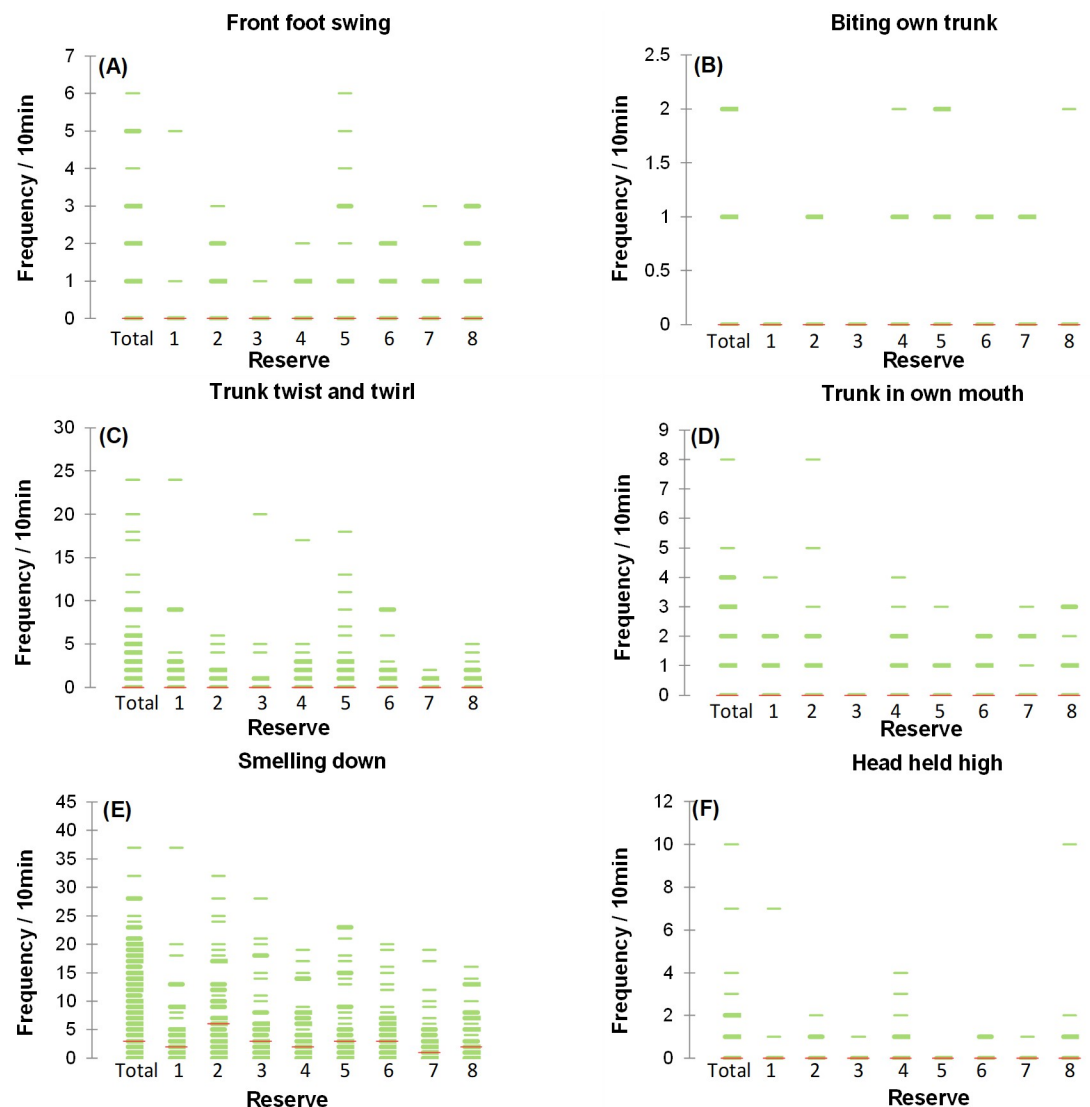 Front foot swing
(A)
Frequency / 10min
7
6
5
4
3
2
1
0
Total 1 2 3 4 5 6 7 8
Reserve
Biting own trunk
(B)
Frequency / 10min
2.5
2
1.5
1
0.5
0
Total 1 2 3 4 5 6 7 8
Reserve
Trunk twist and twirl
(C)
Frequency / 10min
30
25
20
15
10
5
0
Total 1 2 3 4 5 6 7 8
Reserve
Trunk in own mouth
(D)
Frequency / 10min
9
8
7
6
5
4
3
2
1
0
Total 1 2 3 4 5 6 7 8
Reserve
Smelling down
(E)
Frequency / 10min
45
40
35
30
25
20
15
10
5
0
Total 1 2 3 4 5 6 7 8
Reserve
Head held high
(F)
Frequency / 10min
12
10
8
6
4
2
0
Total 1 2 3 4 5 6 7 8
Reserve